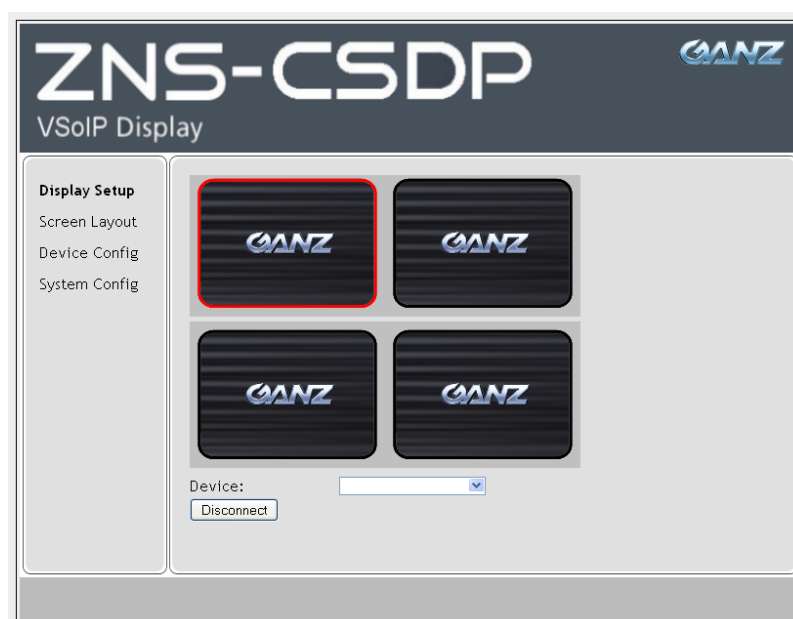 ZNS-CSDP
GANZ
VSoIP Display
Display Setup
Screen Layout
Device Config
System Config
GANZ
GANZ
GANZ
GANZ
Device:
Disconnect